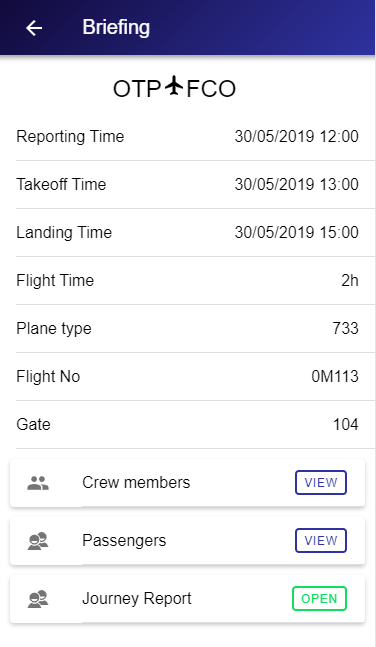 Briefing
OTP FCO
Reporting Time 30/05/2019 12:00
Takeoff Time 30/05/2019 13:00
Landing Time 30/05/2019 15:00
Flight Time 2h
Plane type 733
Flight No 0M113
Gate 104
Crew members VIEW
Passengers VIEW
Journey Report OPEN